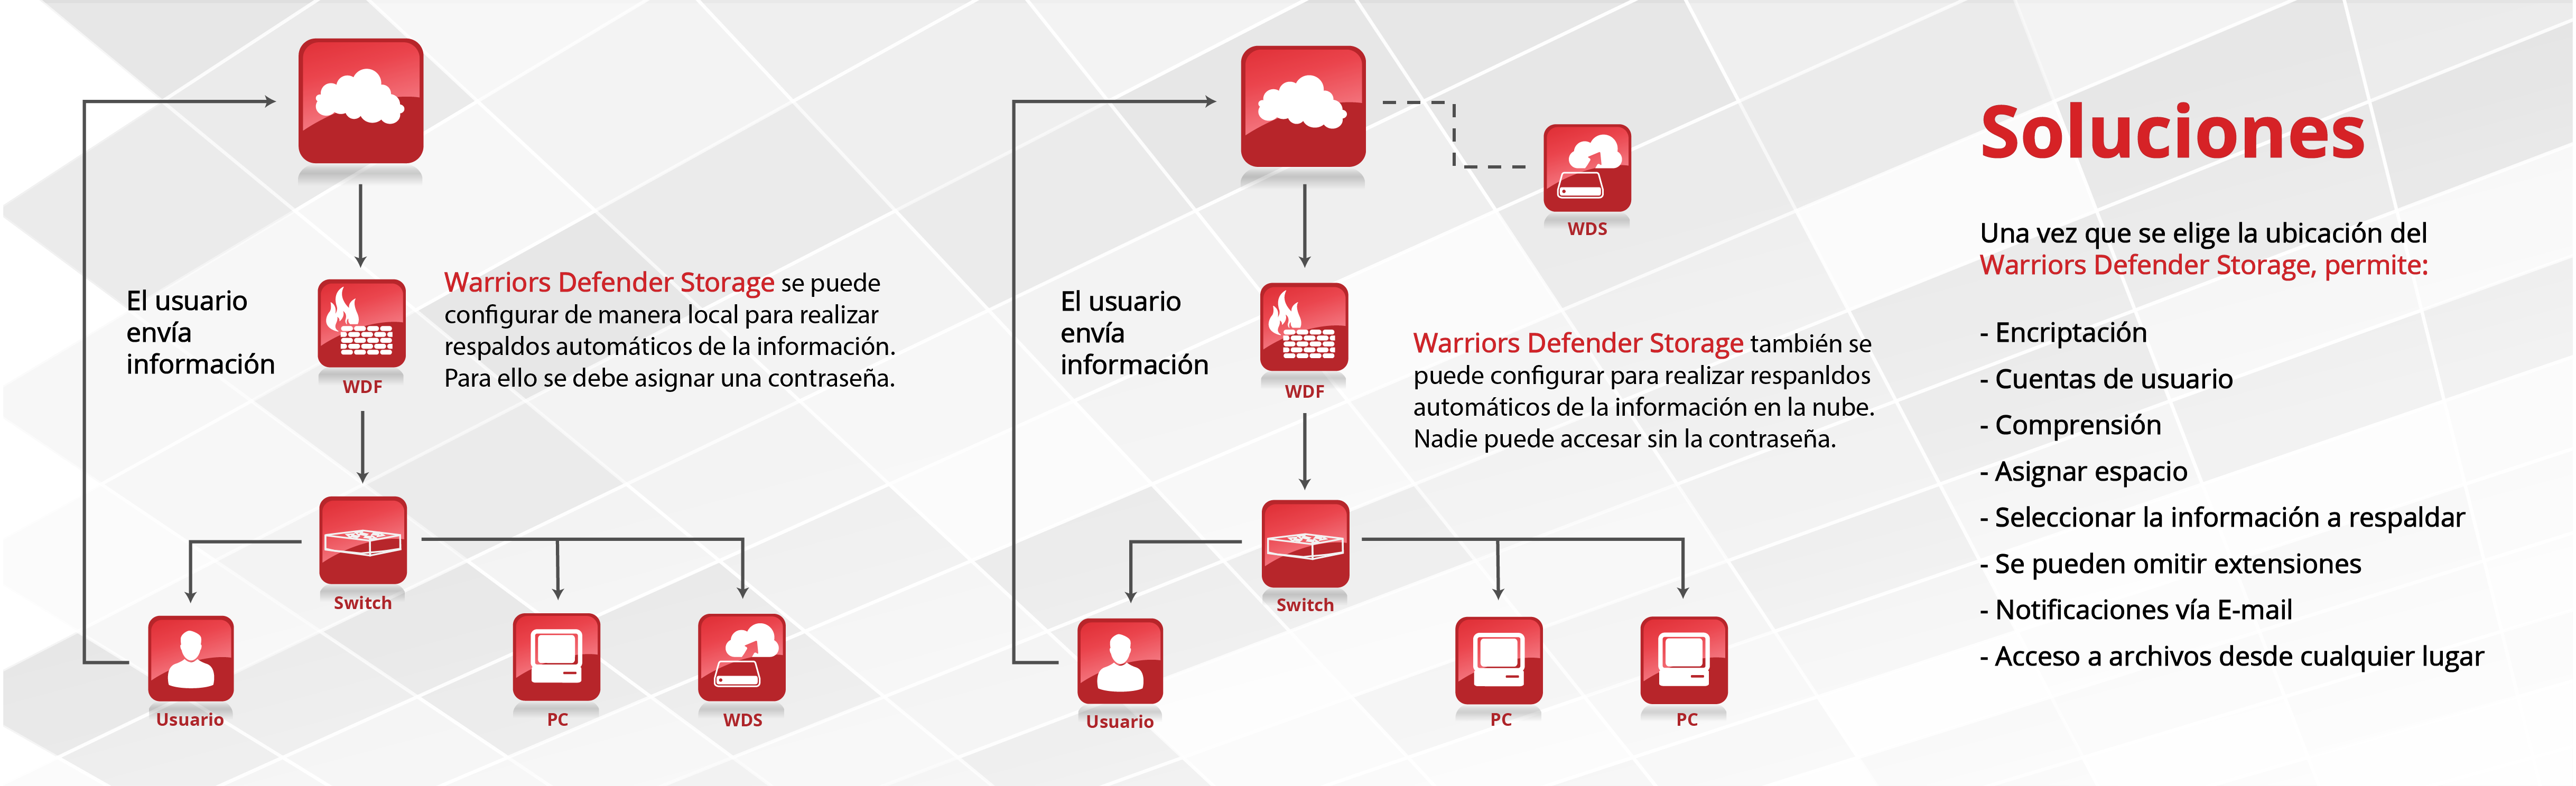 El usuario
envía
información
WDF
Warriors Defender Storage se puede
configurar de manera local para realizar
respaldos automáticos de la información.
Para ello se debe asignar una contraseña.
Switch
Usuario
PC
WDS
WDS
El usuario
envía
información
WDF
Warriors Defender Storage también se
puede configurar para realizar respanldos
automáticos de la información en la nube.
Nadie puede accesar sin la contraseña.
Switch
Usuario
PC
PC
Soluciones
Una vez que se elige la ubicación del
Warriors Defender Storage, permite:
- Encriptación
- Cuentas de usuario
- Comprensión
- Asignar espacio
- Seleccionar la información a respaldar
- Se pueden omitir extensiones
- Notificaciones vía E-mail
- Acceso a archivos desde cualquier lugar